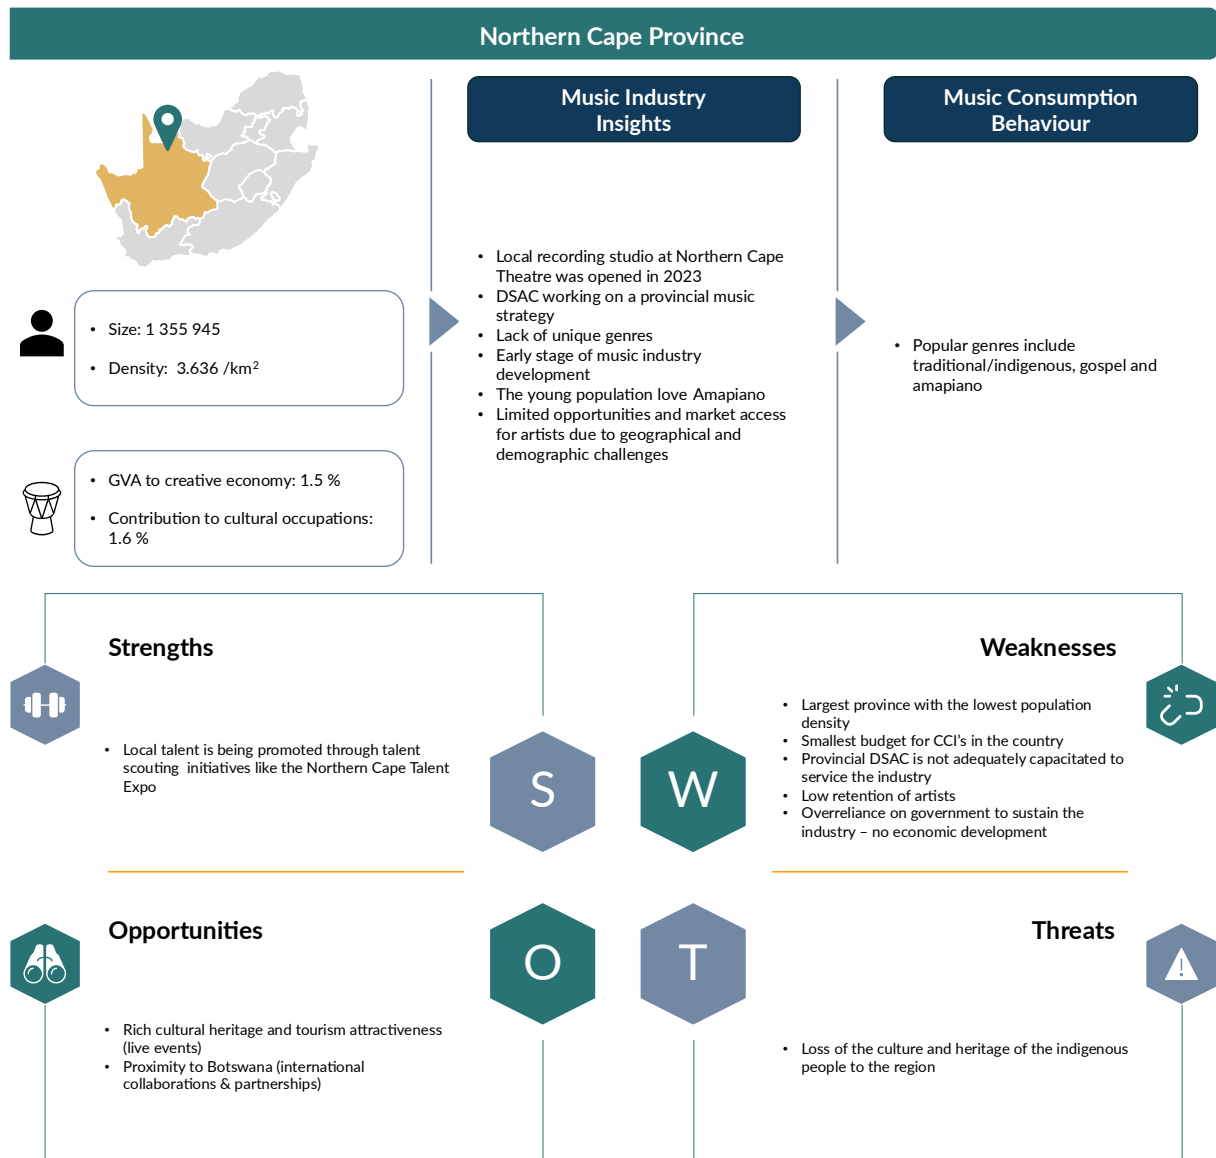 Northern Cape Province
Music Industry
Insights
Music Consumption
Behaviour
• Size: 1 355 945
• Density:  3.636 /km²
• GVA to creative economy: 1.5 %
• Contribution to cultural occupations:
1.6 %
• Local recording studio at Northern Cape
Theatre was opened in 2023
• DSAC working on a provincial music
strategy
• Lack of unique genres
• Early stage of music industry
development
• The young population love Amapiano
• Limited opportunities and market access
for artists due to geographical and
demographic challenges
• Popular genres include
traditional/indigenous, gospel and
amapiano
Strengths
• Local talent is being promoted through talent
scouting  initiatives like the Northern Cape Talent
Expo
S
W
Weaknesses
• Largest province with the lowest population
density
• Smallest budget for CCI's in the country
• Provincial DSAC is not adequately capacitated to
service the industry
• Low retention of artists
• Overreliance on government to sustain the
industry – no economic development
Opportunities
• Rich cultural heritage and tourism attractiveness
(live events)
• Proximity to Botswana (international
collaborations & partnerships)
O
T
Threats
• Loss of the culture and heritage of the indigenous
people to the region